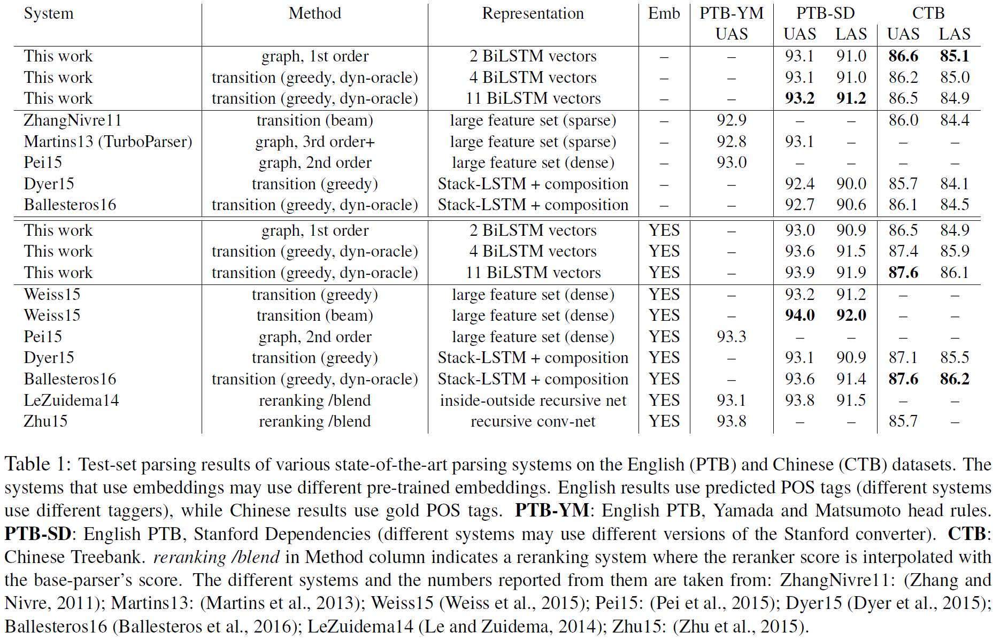 System Method Representation Emb PTB-YM PTB-SD CTB
UAS UAS LAS UAS LAS
This work graph, 1st order 2 BiLSTM vectors – – 93.1 91.0 86.6 85.1
This work transition (greedy, dyn-oracle) 4 BiLSTM vectors – – 93.1 91.0 86.2 85.0
This work transition (greedy, dyn-oracle) 11 BiLSTM vectors – – 93.2 91.2 86.5 84.9
ZhangNivre11 transition (beam) large feature set (sparse) – 92.9 – – 86.0 84.4
Martins13 (TurboParser) graph, 3rd order+ large feature set (sparse) – 92.8 93.1 – – –
Pei15 graph, 2nd order large feature set (dense) – 93.0 – – – –
Dyer15 transition (greedy) Stack-LSTM + composition – – 92.4 90.0 85.7 84.1
Ballesteros16 transition (greedy, dyn-oracle) Stack-LSTM + composition – – 92.7 90.6 86.1 84.5
This work graph, 1st order 2 BiLSTM vectors YES – 93.0 90.9 86.5 84.9
This work transition (greedy, dyn-oracle) 4 BiLSTM vectors YES – 93.6 91.5 87.4 85.9
This work transition (greedy, dyn-oracle) 11 BiLSTM vectors YES – 93.9 91.9 87.6 86.1
Weiss15 transition (greedy) large feature set (dense) YES – 93.2 91.2 – –
Weiss15 transition (beam) large feature set (dense) YES – 94.0 92.0 – –
Pei15 graph, 2nd order large feature set (dense) YES 93.3 – – – –
Dyer15 transition (greedy) Stack-LSTM + composition YES – 93.1 90.9 87.1 85.5
Ballesteros16 transition (greedy, dyn-oracle) Stack-LSTM + composition YES – 93.6 91.4 87.6 86.2
LeZuidema14 reranking /blend inside-outside recursive net YES 93.1 93.8 91.5 – –
Zhu15 reranking /blend recursive conv-net YES 93.8 – – 85.7 –
Table 1: Test-set parsing results of various state-of-the-art parsing systems on the English (PTB) and Chinese (CTB) datasets. The
systems that use embeddings may use different pre-trained embeddings. English results use predicted POS tags (different systems
use different taggers), while Chinese results use gold POS tags. PTB-YM: English PTB, Yamada and Matsumoto head rules.
PTB-SD: English PTB, Stanford Dependencies (different systems may use different versions of the Stanford converter). CTB:
Chinese Treebank. reranking /blend in Method column indicates a reranking system where the reranker score is interpolated with
the base-parser's score. The different systems and the numbers reported from them are taken from: ZhangNivre11: (Zhang and
Nivre, 2011); Martins13: (Martins et al., 2013); Weiss15 (Weiss et al., 2015); Pei15: (Pei et al., 2015); Dyer15 (Dyer et al., 2015);
Ballesteros16 (Ballesteros et al., 2016); LeZuidema14 (Le and Zuidema, 2014); Zhu15: (Zhu et al., 2015).